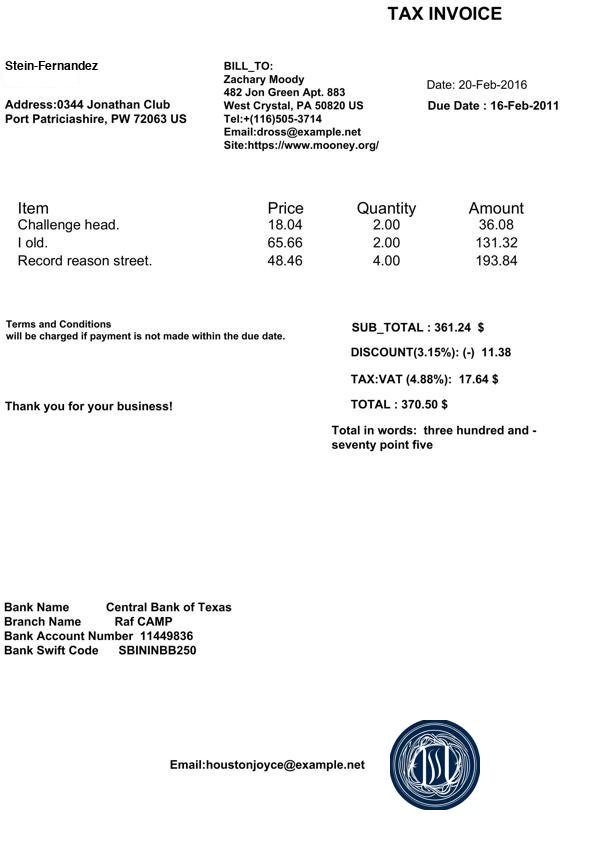 TAX INVOICE
Stein-Fernandez
Address:0344 Jonathan Club
Port Patriciashire, PW 72063 US
BILL_TO:
Zachary Moody
482 Jon Green Apt. 883
West Crystal, PA 50820 US
Tel:+(116)505-3714
Email:dross@example.net
Site:https://www.mooney.org/
Date: 20-Feb-2016
Due Date : 16-Feb-2011
Item Price Quantity Amount
Challenge head. 18.04 2.00 36.08
I old. 65.66 2.00 131.32
Record reason street. 48.46 4.00 193.84
Terms and Conditions
will be charged if payment is not made within the due date.
Thank you for your business!
SUB_TOTAL : 361.24 $
DISCOUNT(3.15%): (-) 11.38
TAX:VAT (4.88%): 17.64 $
TOTAL : 370.50 $
Total in words: three hundred and -
seventy point five
Bank Name Central Bank of Texas
Branch Name Raf CAMP
Bank Account Number 11449836
Bank Swift Code SBININBB250
Email:houstonjoyce@example.net